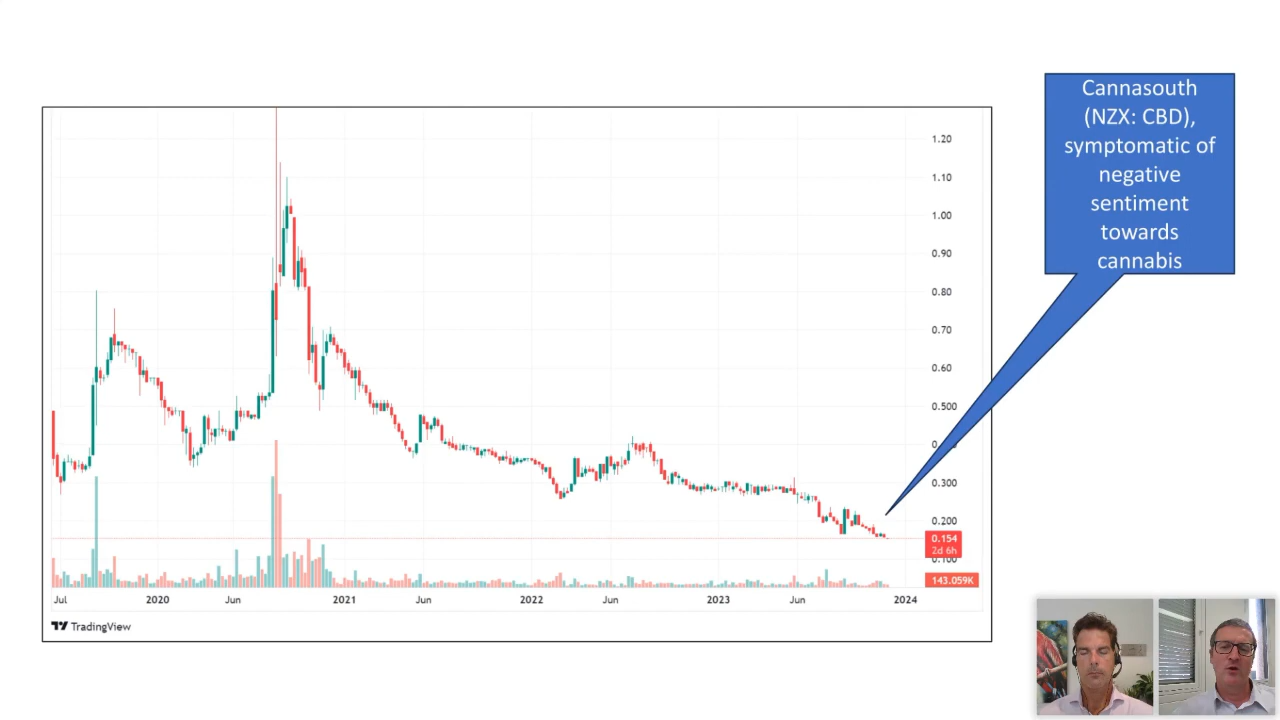 Cannasouth
(NZX: CBD),
symptomatic of
negative
sentiment
towards
cannabis
1.20
1.10
1.00
0.90
0.80
0.70
0.60
0.500
0.300
0.200
0.154
2d 6h
0.100
143.059K
Jul 2020 Jun 2021 Jun 2022 Jun 2023 Jun 2024
TradingView